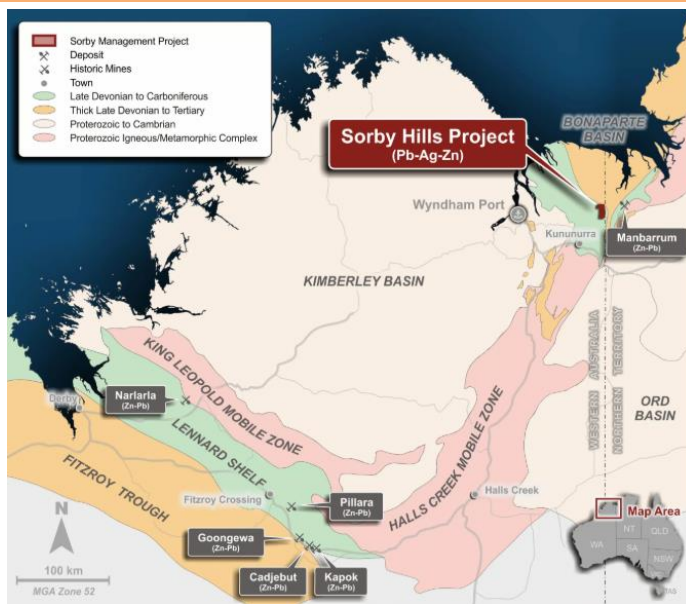 Sorby Management Project
Deposit
Historic Mines
Town
Late Devonian to Carboniferous
Thick Late Devonian to Tertiary
Proterozoic to Cambrian
Proterozoic Igneous/Metamorphic Complex
BONAPARTE
BASIN
Sorby Hills Project
(Pb-Ag-Zn)
Wyndham Port
Kununurra
Manbarrum
(Zn-Pb)
KIMBERLEY BASIN
KING LEOPOLD MOBILE ZONE
WESTERN AUSTRALIA
NORTHERN TERRITORY
ORD
BASIN
Narlarla
(Zn-Pb)
Derby
LENNARD SHELF
HALLS CREEK MOBILE ZONE
FITZROY TROUGH
Fitzroy Crossing
Pillara
(Zn-Pb)
Halls Creek
Goongewa
(Zn-Pb)
Cadjebut
(Zn-Pb)
Kapok
(Zn-Pb)
N
100 km
MGA Zone 52
Map Area
WA
NT
QLD
SA
NSW